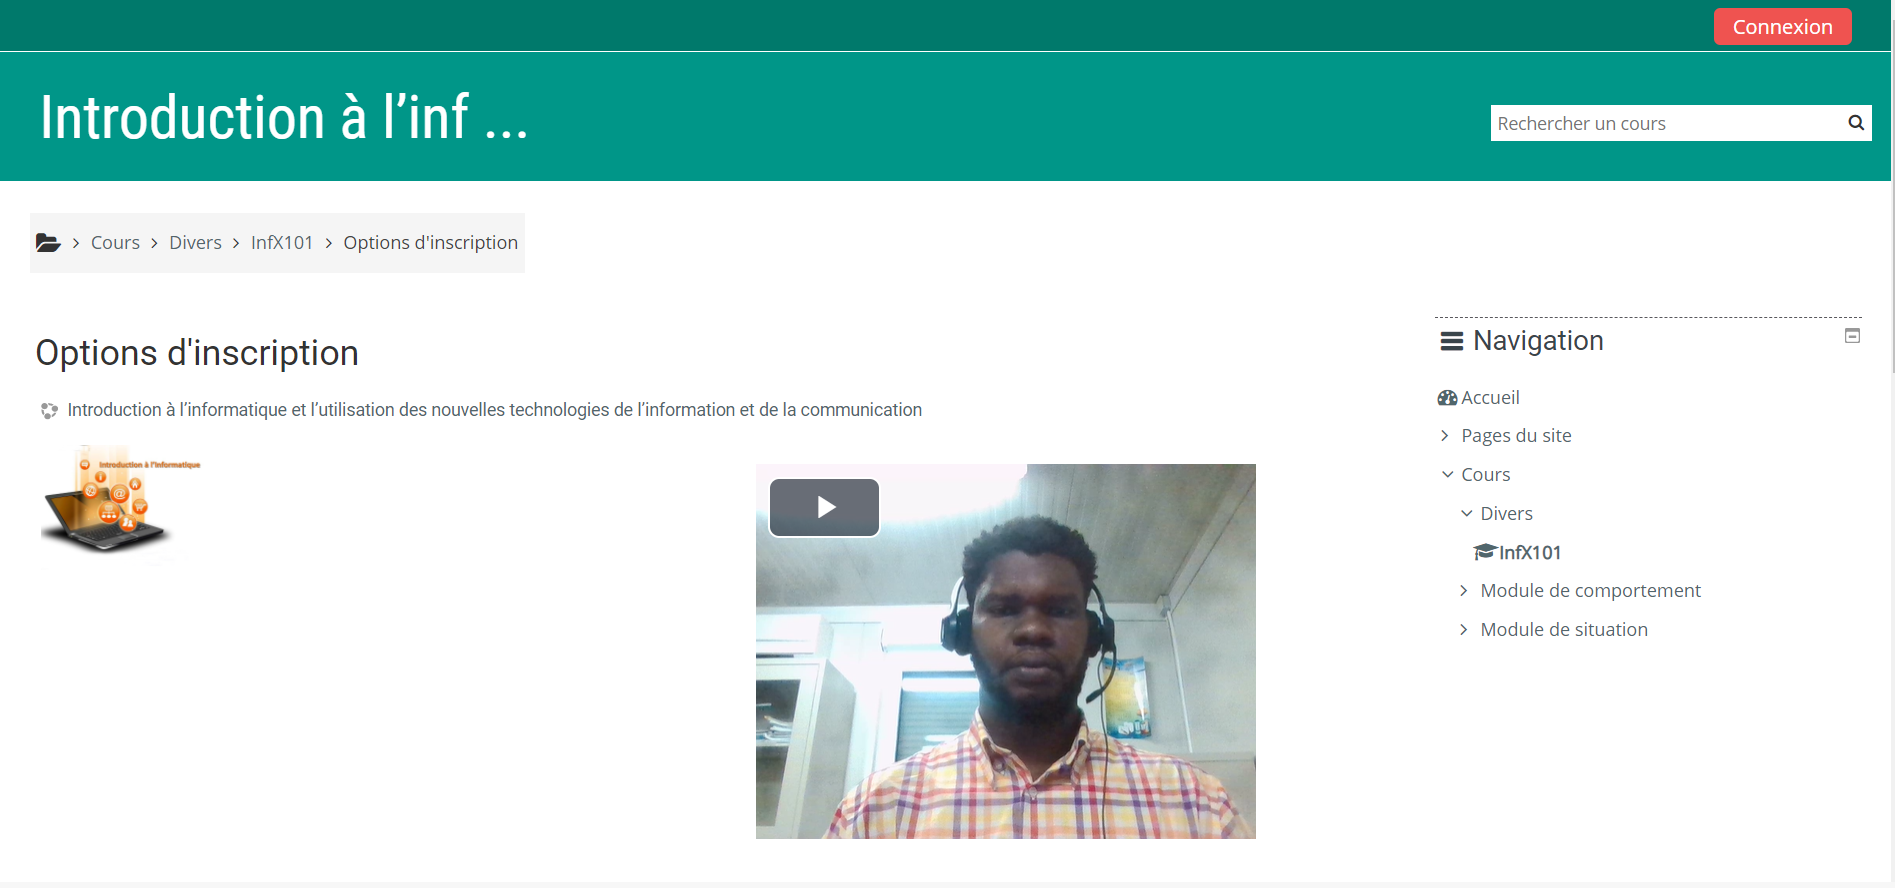 Connexion
Introduction à l’inf ...
Rechercher un cours
Cours
Divers
InfX101
Options d'inscription
Options d'inscription
Introduction à l’informatique et l’utilisation des nouvelles technologies de l’information et de la communication
Introduction à l'informatique
Navigation
Accueil
Pages du site
Cours
Divers
InfX101
Module de comportement
Module de situation